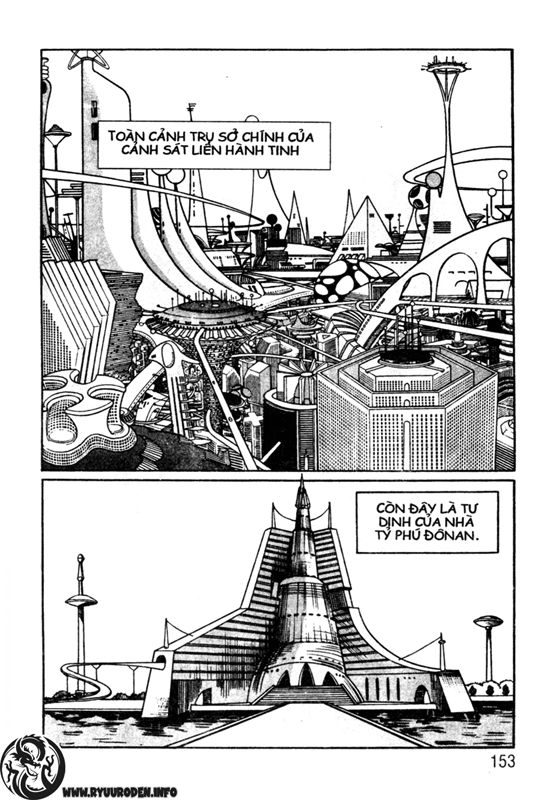 TOÀN CẢNH TRỤ SỞ CHÍNH CỦA
CẢNH SÁT LIÊN HÀNH TINH
CÒN ĐÂY LÀ TƯ
DINH CỦA NHÀ
TỶ PHÚ ĐÔNAN.
153
WWW.RYUURODEN.INFO